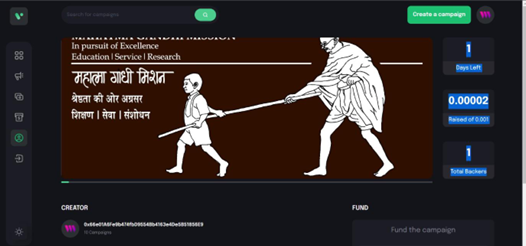 Search for campaigns
Create a campaign
MAHATMA GANDHI MISSION
In pursuit of Excellence
Education | Service | Research
महात्मा गांधी मिशन
श्रेष्ठता की ओर अग्रसर
शिक्षण | सेवा | संशोधन
1
Days Left
0.00002
Raised of 0.001
1
Total Backers
CREATOR
10 Campaigns
FUND
Fund the campaign